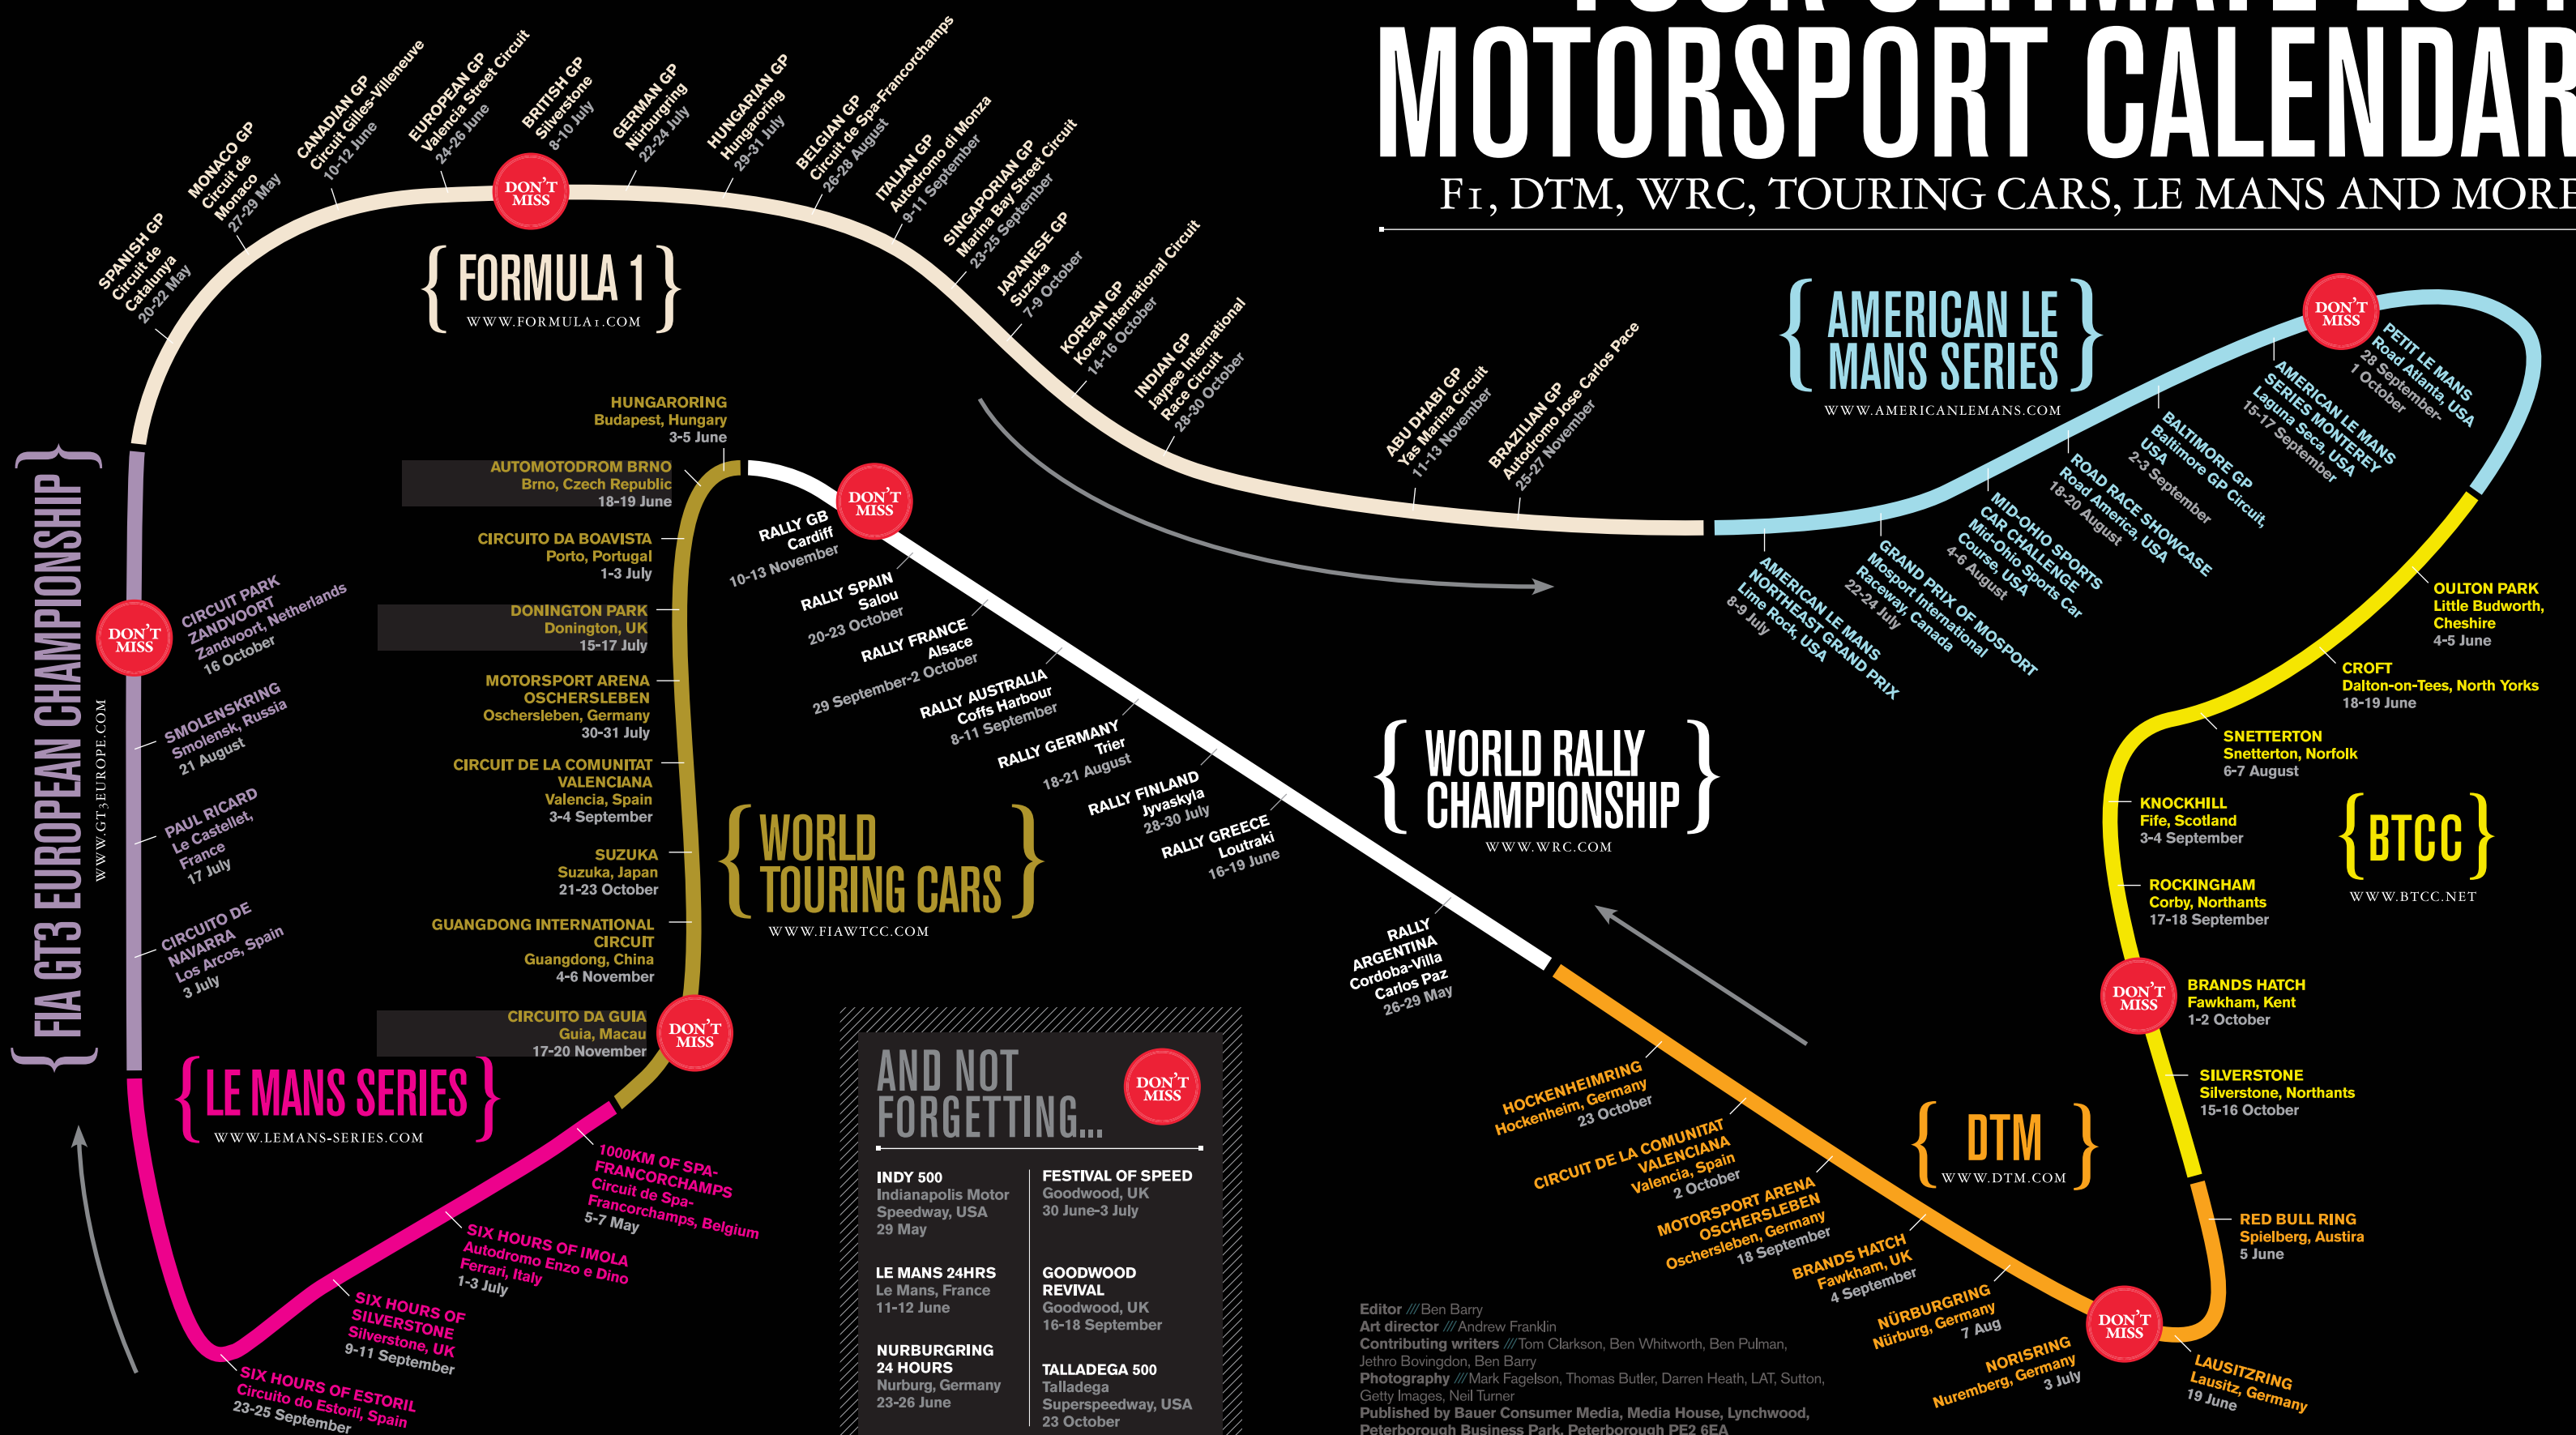 MOTORSPORT CALENDAR
F1, DTM, WRC, TOURING CARS, LE MANS AND MORE
{FORMULA 1}
WWW.FORMULA1.COM
SPANISH GP
Circuit de
Catalunya
20-22 May
MONACO GP
Circuit de
Monaco
27-29 May
CANADIAN GP
Circuit Gilles-Villeneuve
10-12 June
EUROPEAN GP
Valencia Street Circuit
24-26 June
DON'T
MISS
BRITISH GP
Silverstone
8-10 July
GERMAN GP
Nürburgring
22-24 July
HUNGARIAN GP
Hungaroring
29-31 July
BELGIAN GP
Circuit de Spa-Francorchamps
26-28 August
ITALIAN GP
Autodromo di Monza
9-11 September
SINGAPORIAN GP
Marina Bay Street Circuit
23-25 September
JAPANESE GP
Suzuka
7-9 October
KOREAN GP
Korea International Circuit
14-16 October
INDIAN GP
Jaypee International
Race Circuit
28-30 October
ABU DHABI GP
Yas Marina Circuit
11-13 November
BRAZILIAN GP
Autodromo Jose Carlos Pace
25-27 November
{AMERICAN LE
MANS SERIES}
WWW.AMERICANLEMANS.COM
AMERICAN LE MANS
NORTHEAST GRAND PRIX
Lime Rock, USA
8-9 July
GRAND PRIX OF MOSPORT
Mosport International
Raceway, Canada
22-24 July
MID-OHIO SPORTS
CAR CHALLENGE
Mid-Ohio Sports Car
Course, USA
4-6 August
ROAD RACE SHOWCASE
Road America, USA
18-20 August
BALTIMORE GP
Baltimore GP Circuit,
USA
2-3 September
AMERICAN LE MANS
SERIES MONTEREY
Laguna Seca, USA
15-17 September
DON'T
MISS
PETIT LE MANS
Road Atlanta, USA
28 September-
1 October
{BTCC}
WWW.BTCC.NET
OULTON PARK
Little Budworth,
Cheshire
4-5 June
CROFT
Dalton-on-Tees, North Yorks
18-19 June
SNETTERTON
Snetterton, Norfolk
6-7 August
KNOCKHILL
Fife, Scotland
3-4 September
ROCKINGHAM
Corby, Northants
17-18 September
DON'T
MISS
BRANDS HATCH
Fawkham, Kent
1-2 October
SILVERSTONE
Silverstone, Northants
15-16 October
{DTM}
WWW.DTM.COM
RED BULL RING
Spielberg, Austira
5 June
LAUSITZRING
Lausitz, Germany
19 June
DON'T
MISS
NORISRING
Nuremberg, Germany
3 July
NÜRBURGRING
Nürburg, Germany
7 Aug
BRANDS HATCH
Fawkham, UK
4 September
MOTORSPORT ARENA
OSCHERSLEBEN
Oschersleben, Germany
18 September
CIRCUIT DE LA COMUNITAT
VALENCIANA
Valencia, Spain
2 October
HOCKENHEIMRING
Hockenheim, Germany
23 October
{WORLD RALLY
CHAMPIONSHIP}
WWW.WRC.COM
RALLY
ARGENTINA
Cordoba-Villa
Carlos Paz
26-29 May
RALLY GREECE
Loutraki
16-19 June
RALLY FINLAND
Jyvaskyla
28-30 July
RALLY GERMANY
Trier
18-21 August
RALLY AUSTRALIA
Coffs Harbour
8-11 September
RALLY FRANCE
Alsace
29 September-2 October
RALLY SPAIN
Salou
20-23 October
DON'T
MISS
RALLY GB
Cardiff
10-13 November
{WORLD
TOURING CARS}
WWW.FIAWTCC.COM
HUNGARORING
Budapest, Hungary
3-5 June
AUTOMOTODROM BRNO
Brno, Czech Republic
18-19 June
CIRCUITO DA BOAVISTA
Porto, Portugal
1-3 July
DONINGTON PARK
Donington, UK
15-17 July
MOTORSPORT ARENA
OSCHERSLEBEN
Oschersleben, Germany
30-31 July
CIRCUIT DE LA COMUNITAT
VALENCIANA
Valencia, Spain
3-4 September
SUZUKA
Suzuka, Japan
21-23 October
GUANGDONG INTERNATIONAL
CIRCUIT
Guangdong, China
4-6 November
CIRCUITO DA GUIA
Guia, Macau
17-20 November
DON'T
MISS
{LE MANS SERIES}
WWW.LEMANS-SERIES.COM
1000KM OF SPA-
FRANCORCHAMPS
Circuit de Spa-
Francorchamps, Belgium
5-7 May
SIX HOURS OF IMOLA
Autodromo Enzo e Dino
Ferrari, Italy
1-3 July
SIX HOURS OF
SILVERSTONE
Silverstone, UK
9-11 September
SIX HOURS OF ESTORIL
Circuito do Estoril, Spain
23-25 September
{FIA GT3 EUROPEAN CHAMPIONSHIP}
WWW.GT3EUROPE.COM
DON'T
MISS
CIRCUIT PARK
ZANDVOORT
Zandvoort, Netherlands
16 October
SMOLENSKRING
Smolensk, Russia
21 August
PAUL RICARD
Le Castellet,
France
17 July
CIRCUITO DE
NAVARRA
Los Arcos, Spain
3 July
AND NOT
FORGETTING...
DON'T
MISS
INDY 500
Indianapolis Motor
Speedway, USA
29 May
LE MANS 24HRS
Le Mans, France
11-12 June
NURBURGRING
24 HOURS
Nurburg, Germany
23-26 June
FESTIVAL OF SPEED
Goodwood, UK
30 June-3 July
GOODWOOD
REVIVAL
Goodwood, UK
16-18 September
TALLADEGA 500
Talladega
Superspeedway, USA
23 October
Editor /// Ben Barry
Art director /// Andrew Franklin
Contributing writers /// Tom Clarkson, Ben Whitworth, Ben Pulman,
Jethro Bovingdon, Ben Barry
Photography /// Mark Fagelson, Thomas Butler, Darren Heath, LAT, Sutton,
Getty Images, Neil Turner
Published by Bauer Consumer Media, Media House, Lynchwood,
Peterborough Business Park, Peterborough PE2 6EA